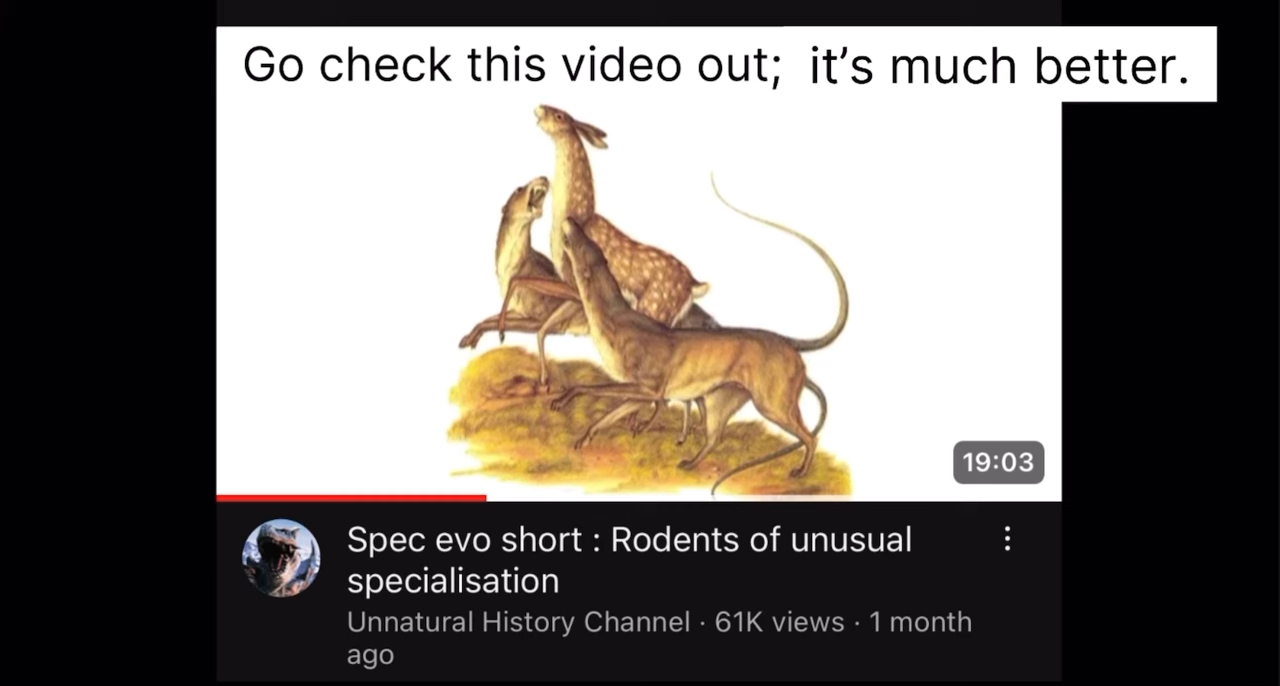 Go check this video out;  it’s much better.
19:03
Spec evo short : Rodents of unusual
specialisation
Unnatural History Channel · 61K views · 1 month
ago